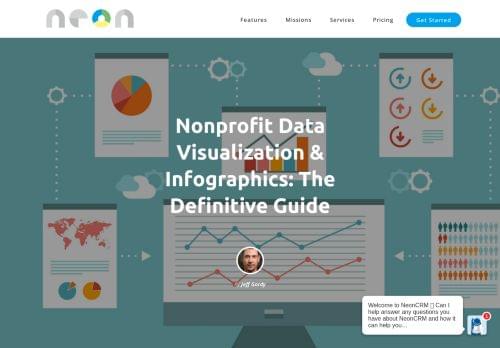 neon
Features Missions Services Pricing Get Started
Nonprofit Data
Visualization &
Infographics: The
Definitive Guide
Jeff Gordy
Welcome to NeonCRM Can I
help answer any questions you
have about NeonCRM and how it
can help you...
1